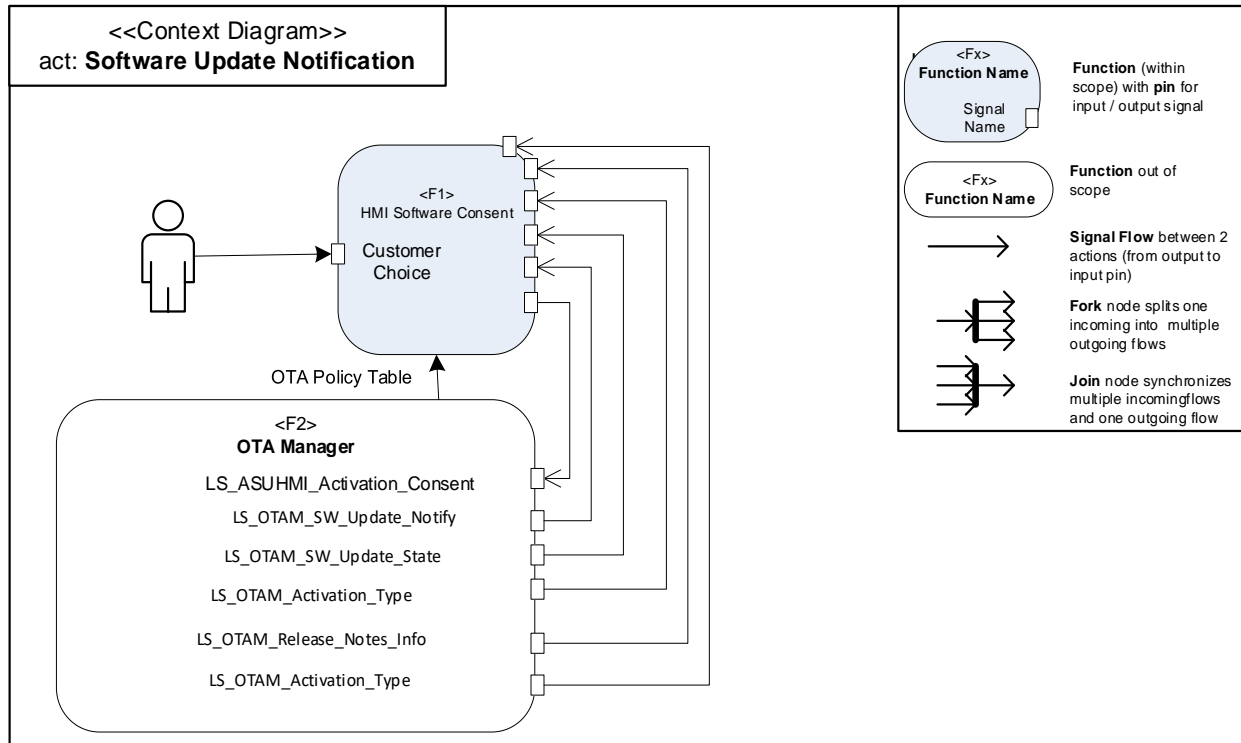 <<Context Diagram>>
act: Software Update Notification
<F1>
HMI Software Consent
Customer
Choice
OTA Policy Table
<F2>
OTA Manager
LS_ASUHMI_Activation_Consent
LS_OTAM_SW_Update_Notify
LS_OTAM_SW_Update_State
LS_OTAM_Activation_Type
LS_OTAM_Release_Notes_Info
LS_OTAM_Activation_Type
<Fx>
Function Name
Signal
Name
Function (within
scope) with pin for
input / output signal
<Fx>
Function Name
Function out of
scope
Signal Flow between 2
actions (from output to
input pin)
Fork node splits one
incoming into multiple
outgoing flows
Join node synchronizes
multiple incomingflows
and one outgoing flow